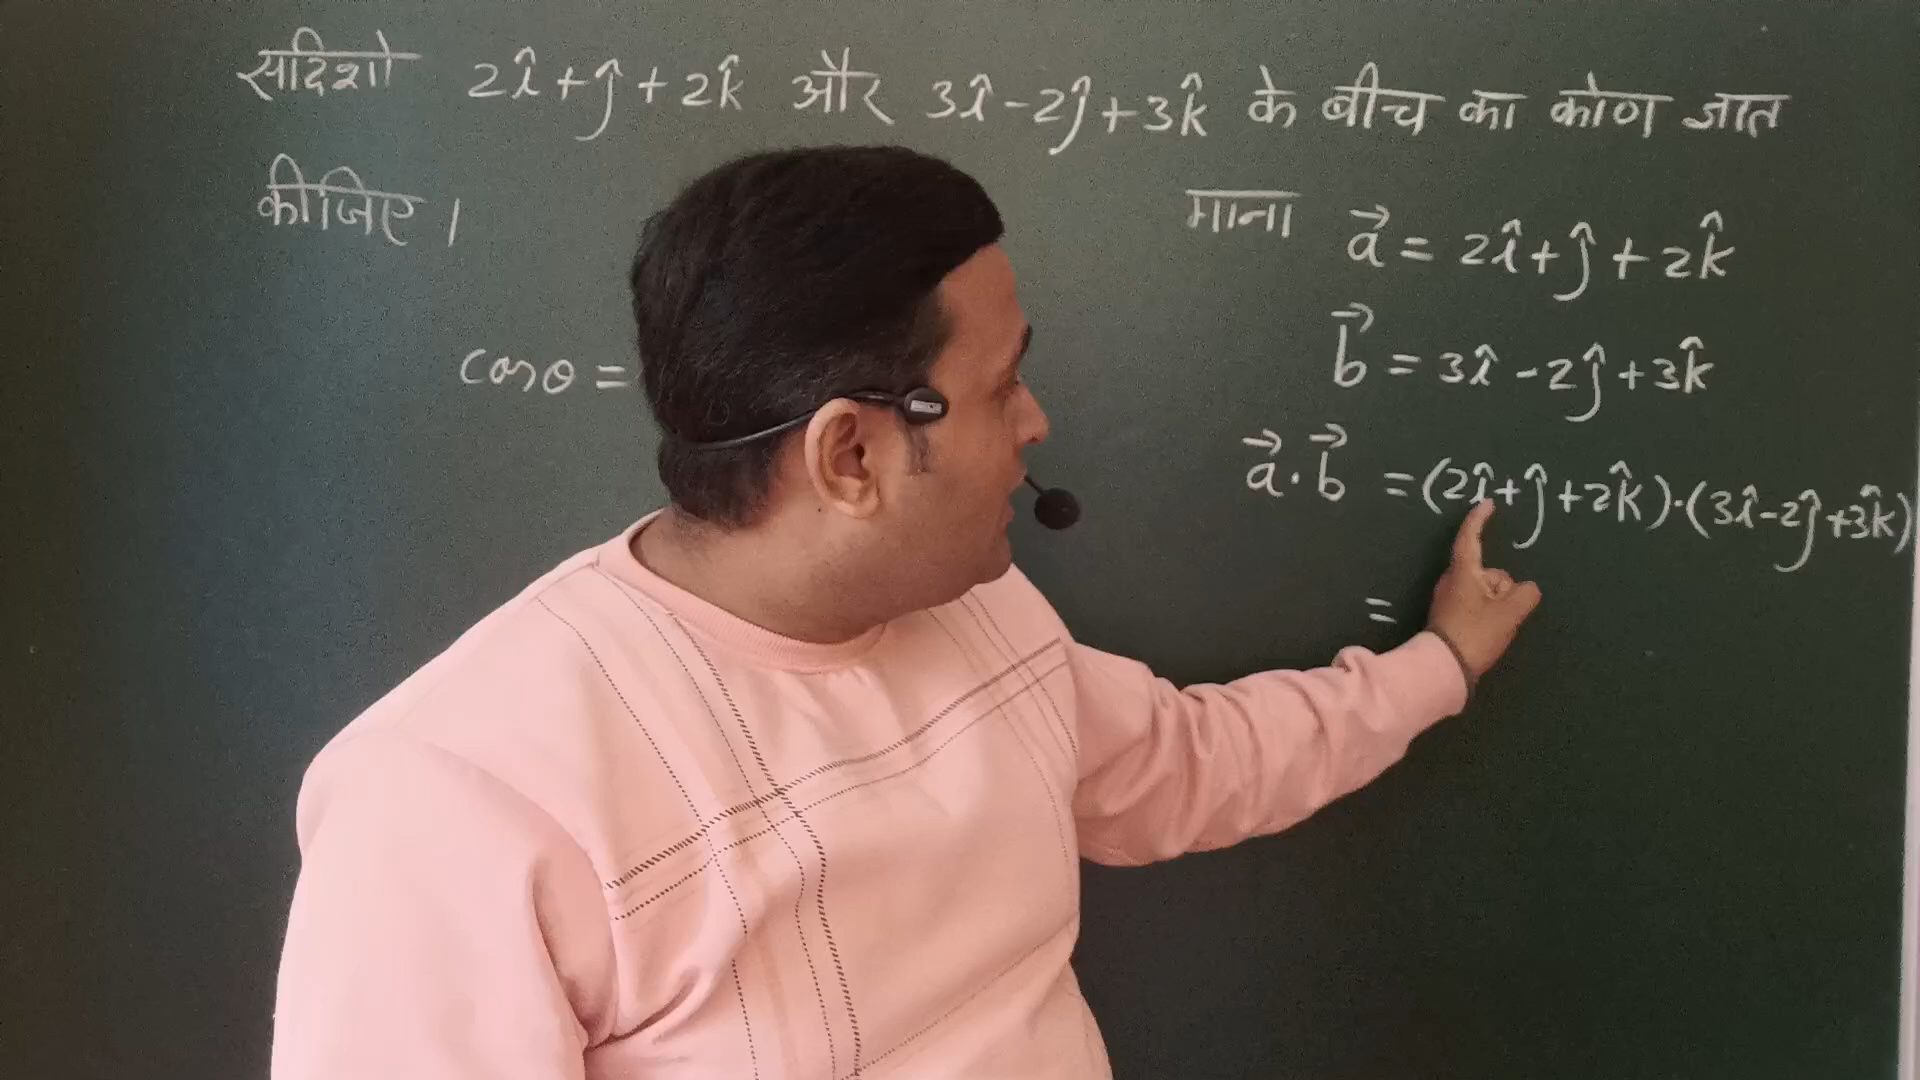 सदिशो 2î+ĵ+2k̂ और 3î-2ĵ+3k̂ के बीच का कोण ज्ञात
कीजिए।
माना a⃗ = 2î+ĵ+2k̂
b⃗ = 3î-2ĵ+3k̂
cosθ =
a⃗·b⃗ = (2î+ĵ+2k̂)·(3î-2ĵ+3k̂)
=